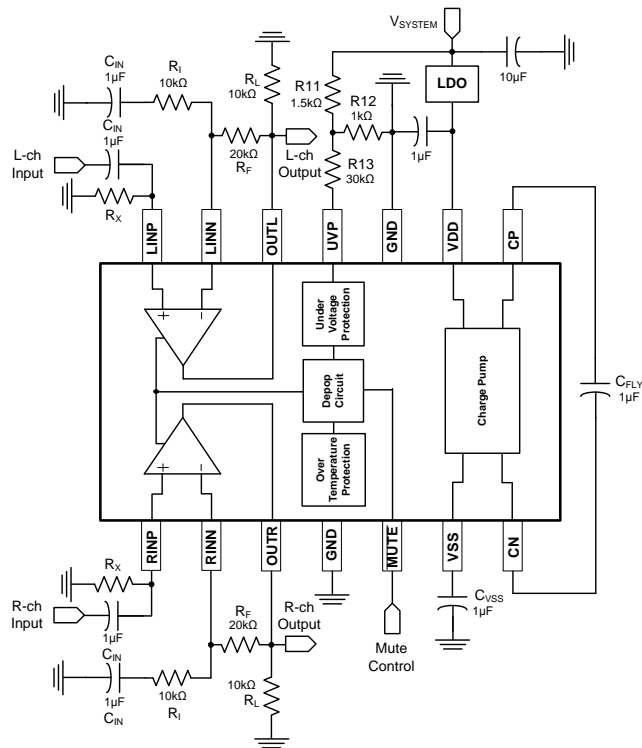 VSYSTEM
CIN
1µF
RI
10kΩ
RL
10kΩ
R11
1.5kΩ
R12
1kΩ
LDO
10µF
CIN
1µF
20kΩ
RF
L-ch
Output
R13
30kΩ
1µF
L-ch
Input
RX
LINP
LINN
OUTL
UVP
GND
VDD
CP
+
-
Under
Voltage
Protection
Depop
Circuit
Over
Temperature
Protection
Charge Pump
CFLY
1µF
+
-
RINP
RINN
OUTR
GND
MUTE
VSS
CN
RX
R-ch
Input
1µF
RF
20kΩ
R-ch
Output
CVSS
1µF
Mute
Control
CIN
1µF
CIN
10kΩ
RI
10kΩ
RL